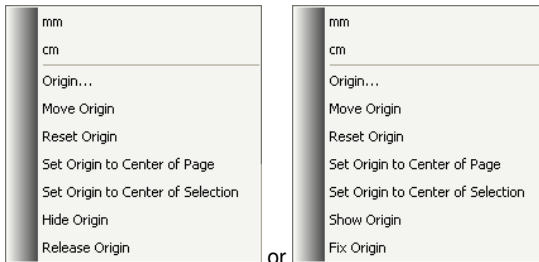 mm
cm
Origin...
Move Origin
Reset Origin
Set Origin to Center of Page
Set Origin to Center of Selection
Hide Origin
Release Origin
or
mm
cm
Origin...
Move Origin
Reset Origin
Set Origin to Center of Page
Set Origin to Center of Selection
Show Origin
Fix Origin